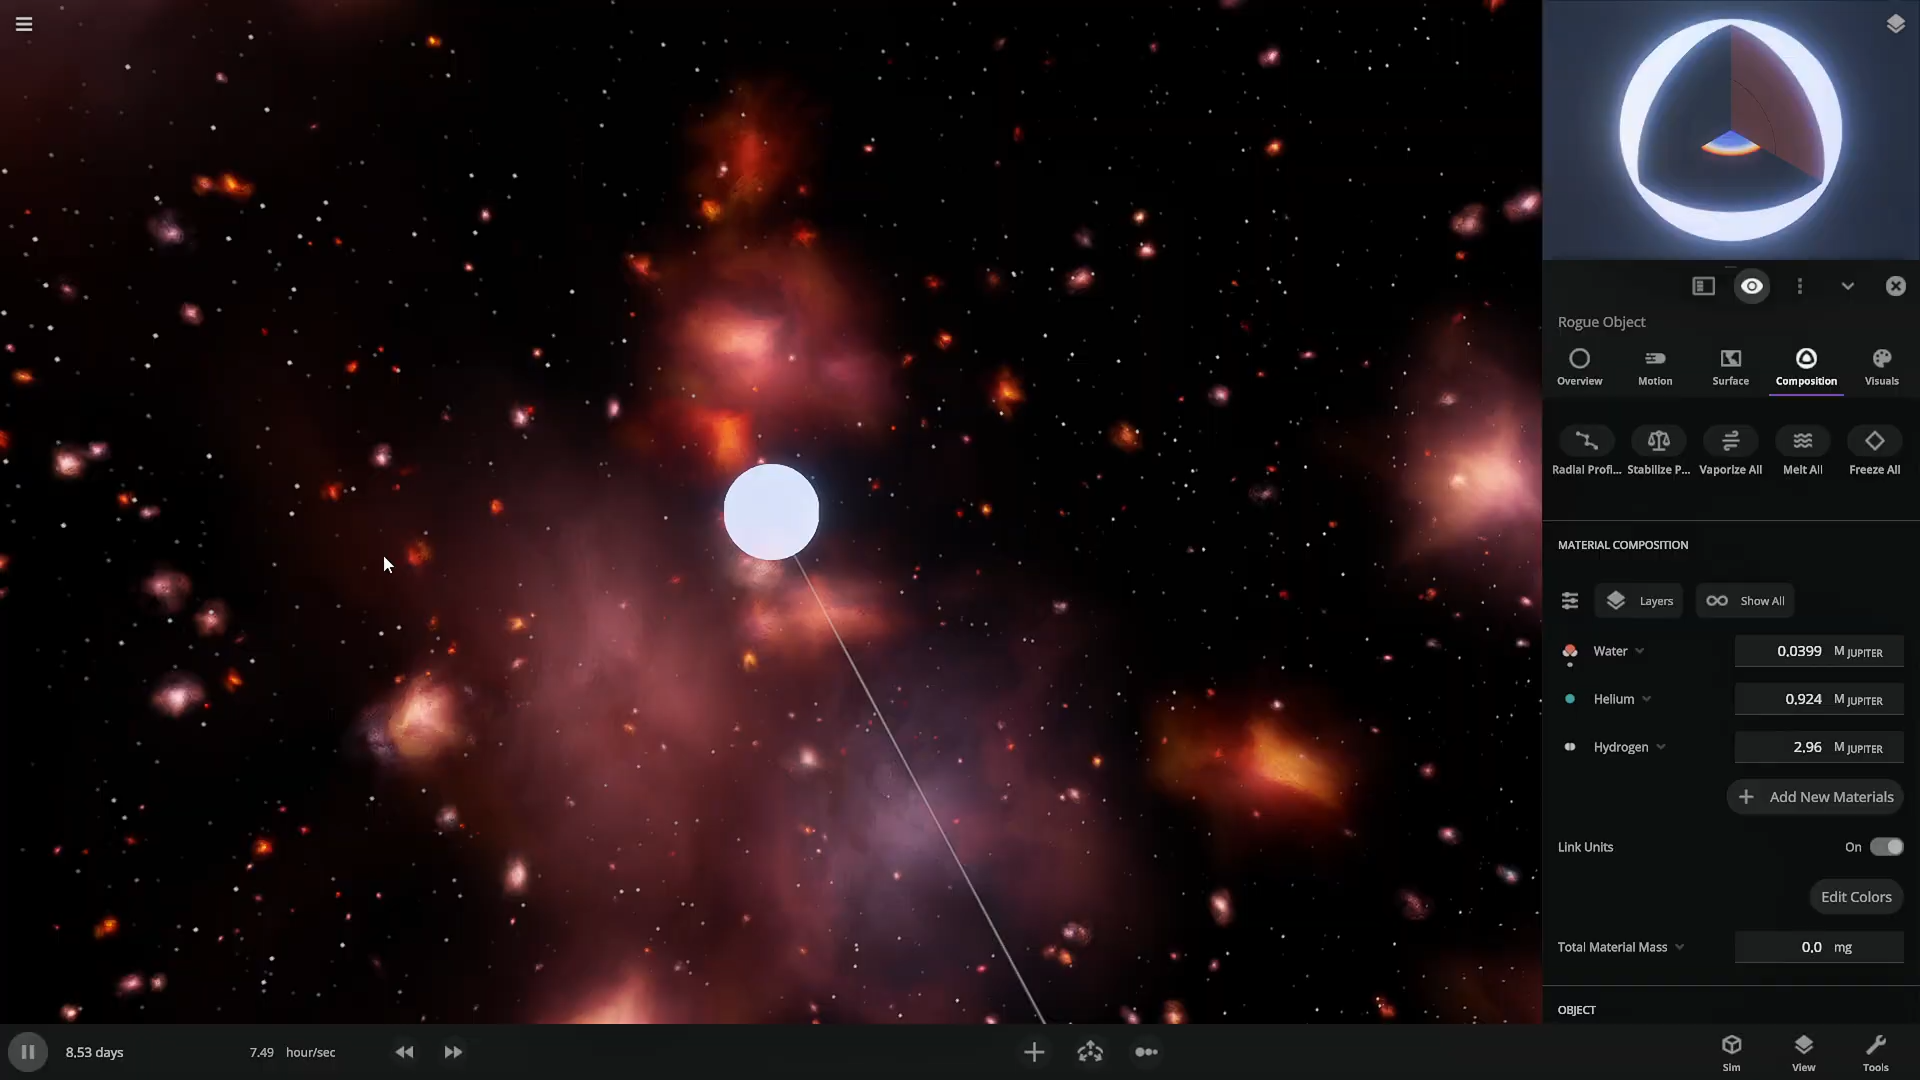 Rogue Object
Overview Motion Surface Composition Visuals
Radial Profi... Stabilize P... Vaporize All Melt All Freeze All
MATERIAL COMPOSITION
Layers Show All
Water 0.0399 M JUPITER
Helium 0.924 M JUPITER
Hydrogen 2.96 M JUPITER
Add New Materials
Link Units On
Edit Colors
Total Material Mass 0.0 mg
OBJECT
8.53 days 7.49 hour/sec
Sim View Tools